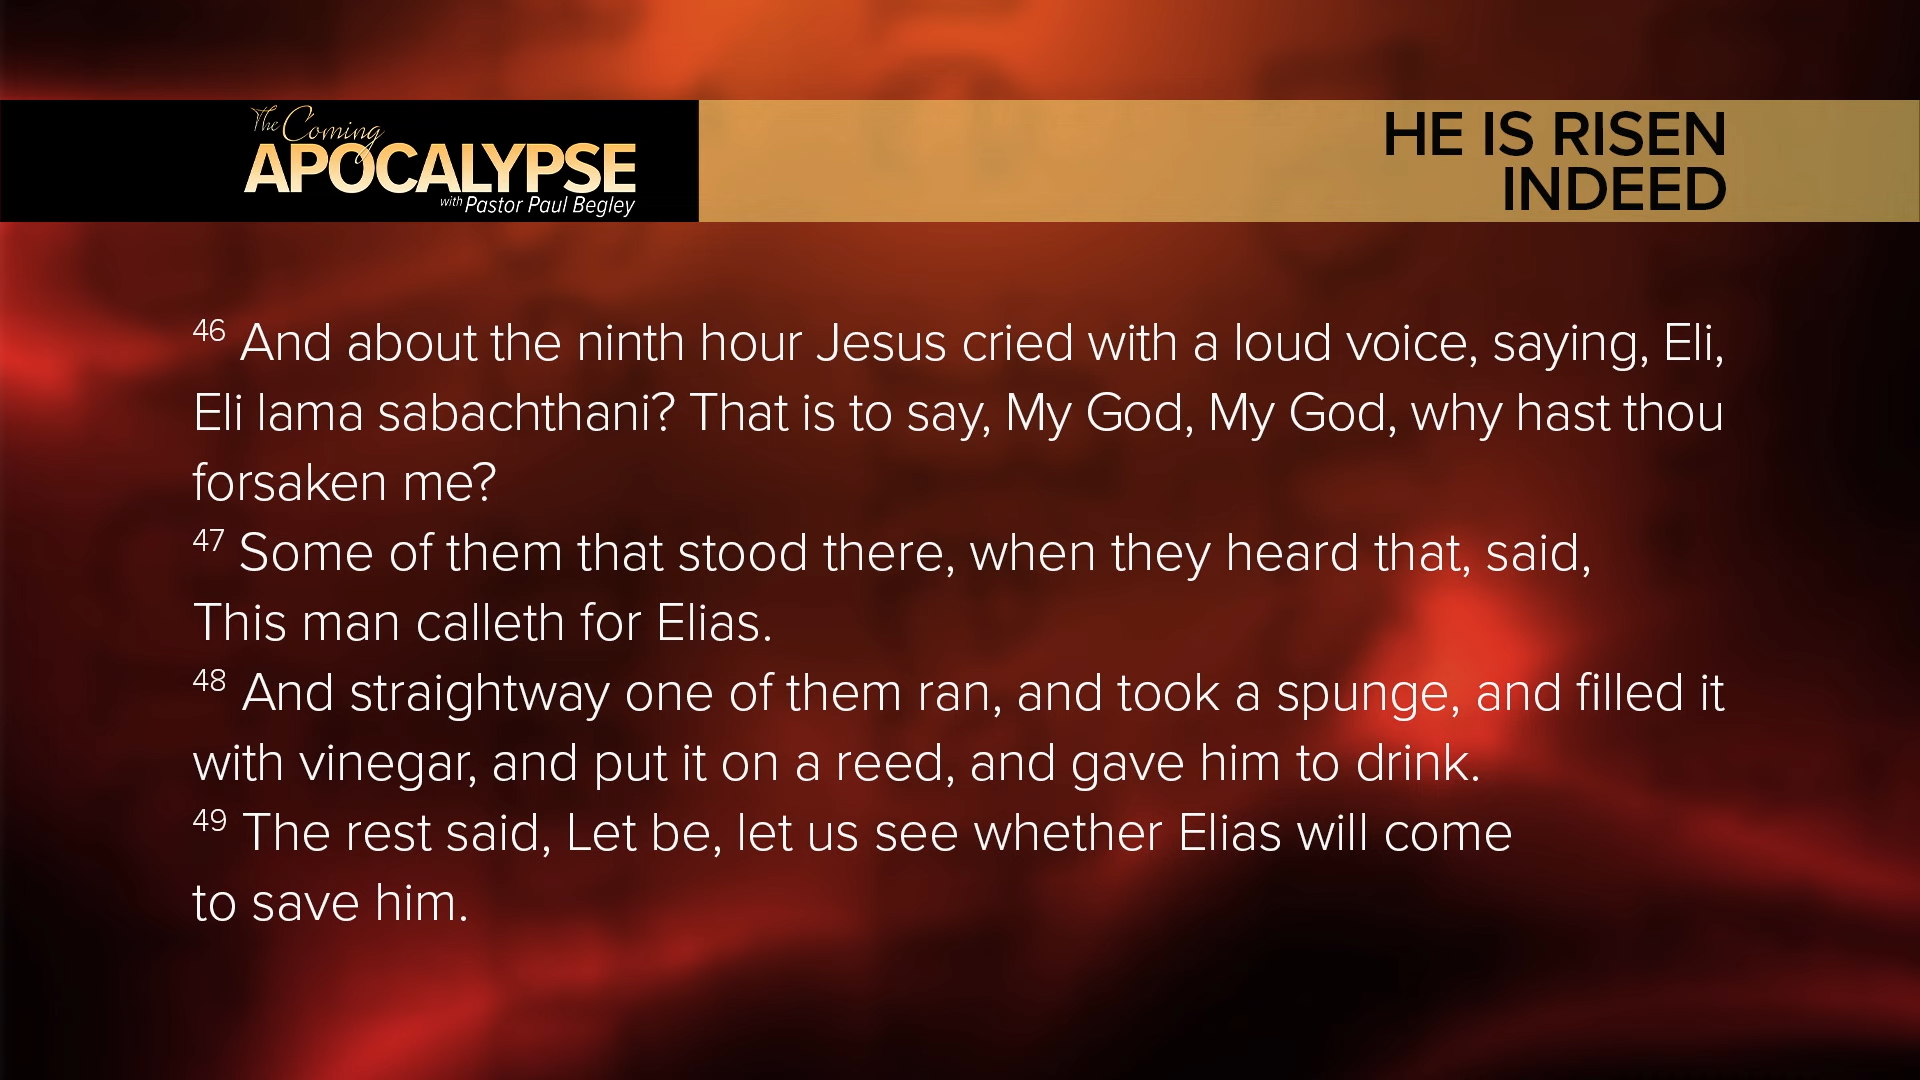 The Coming
APOCALYPSE
with Pastor Paul Begley
HE IS RISEN
INDEED
46 And about the ninth hour Jesus cried with a loud voice, saying, Eli,
Eli lama sabachthani? That is to say, My God, My God, why hast thou
forsaken me?
47 Some of them that stood there, when they heard that, said,
This man calleth for Elias.
48 And straightway one of them ran, and took a spunge, and filled it
with vinegar, and put it on a reed, and gave him to drink.
49 The rest said, Let be, let us see whether Elias will come
to save him.